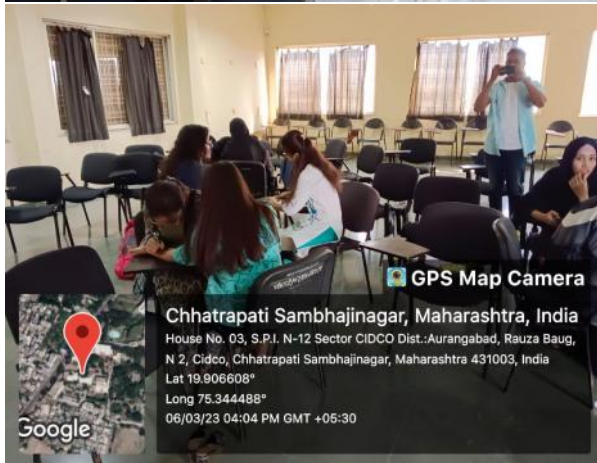 GPS Map Camera
Chhatrapati Sambhajinagar, Maharashtra, India
House No. 03, S.P.I. N-12 Sector CIDCO Dist.:Aurangabad, Rauza Baug,
N 2, Cidco, Chhatrapati Sambhajinagar, Maharashtra 431003, India
Lat 19.906608°
Long 75.344488°
06/03/23 04:04 PM GMT +05:30
Google